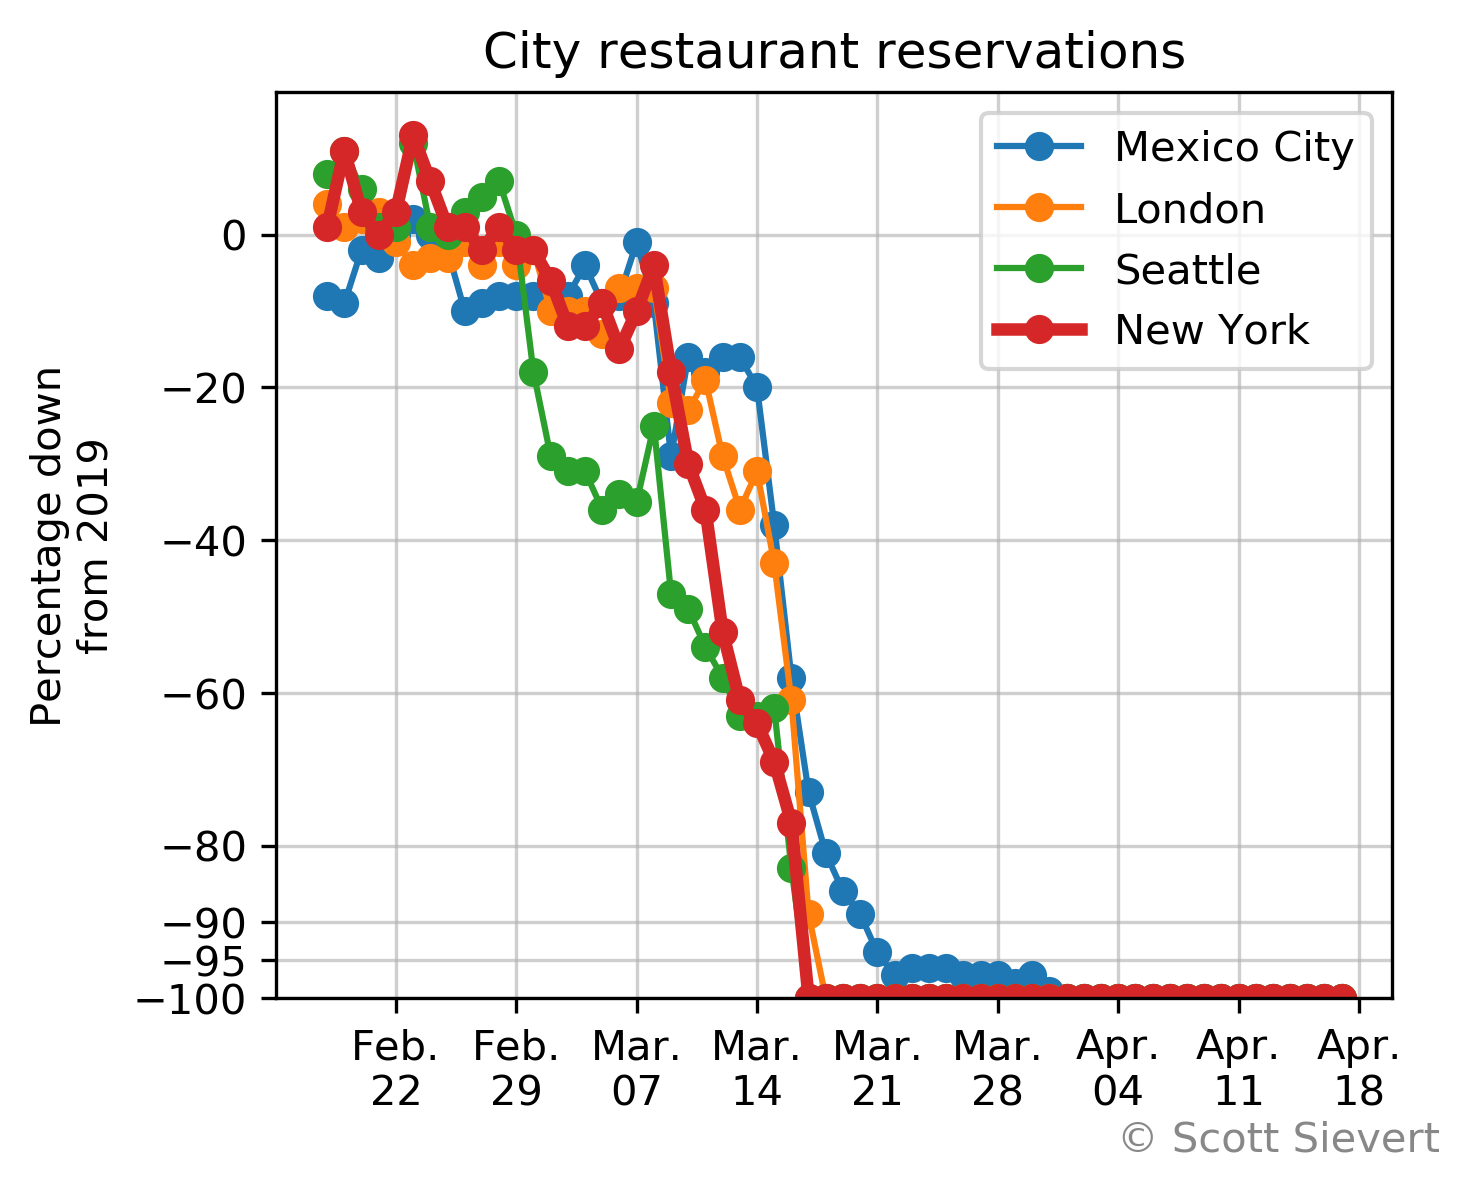 City restaurant reservations
Mexico City
London
Seattle
New York
Percentage down
from 2019
0
−20
−40
−60
−80
−90
−95
−100
Feb. Feb. Mar. Mar. Mar. Mar. Apr. Apr. Apr.
22 29 07 14 21 28 04 11 18
© Scott Sievert